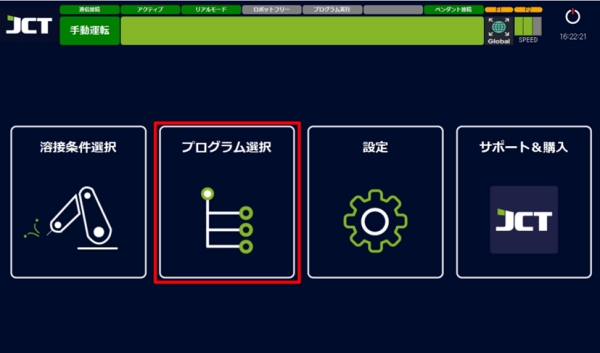 通信接続 アクティブ リアルモード ロボットフリー プログラム実行 ペンダント接続 F1 F2
JCT 手動運転 Global SPEED 16:22:21
溶接条件選択 プログラム選択 設定 サポート&購入
JCT